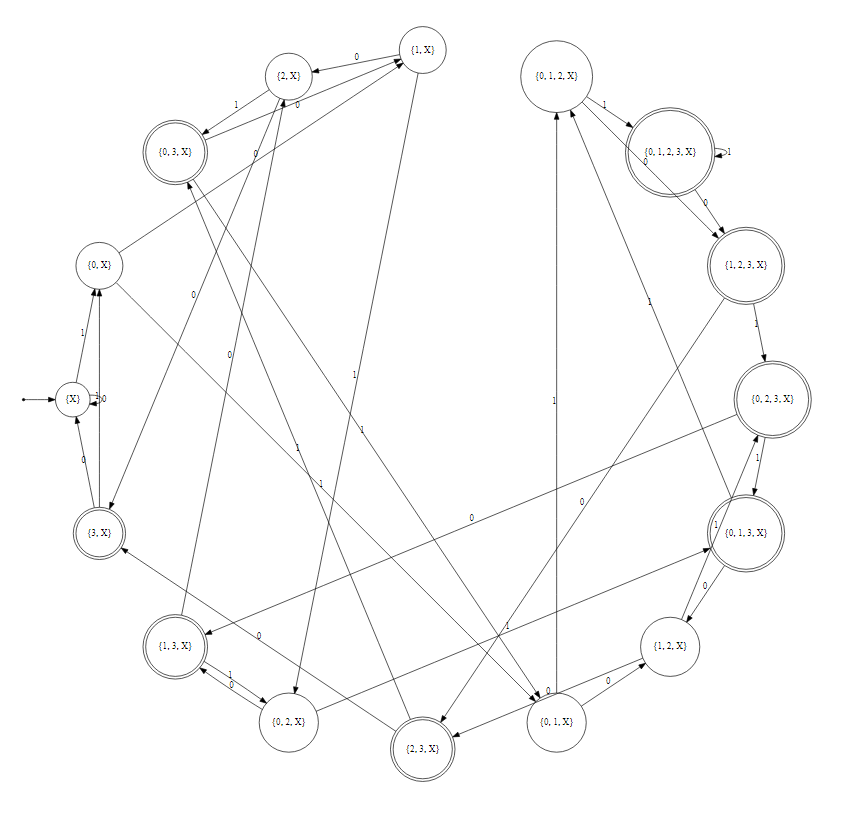 {1, X}
0
{2, X}
{0, 1, 2, X}
1
0
1
{0, 3, X}
0
{0, 1, 2, 3, X}
1
0
0
{0, X}
{1, 2, 3, X}
0
1
1
1
0
1
{X}
1
0
1
{0, 2, 3, X}
1
1
0
1
1
0
0
1
{3, X}
{0, 1, 3, X}
0
0
1
{1, 3, X}
{1, 2, X}
1
0
0
{0, 2, X}
0
{0, 1, X}
{2, 3, X}